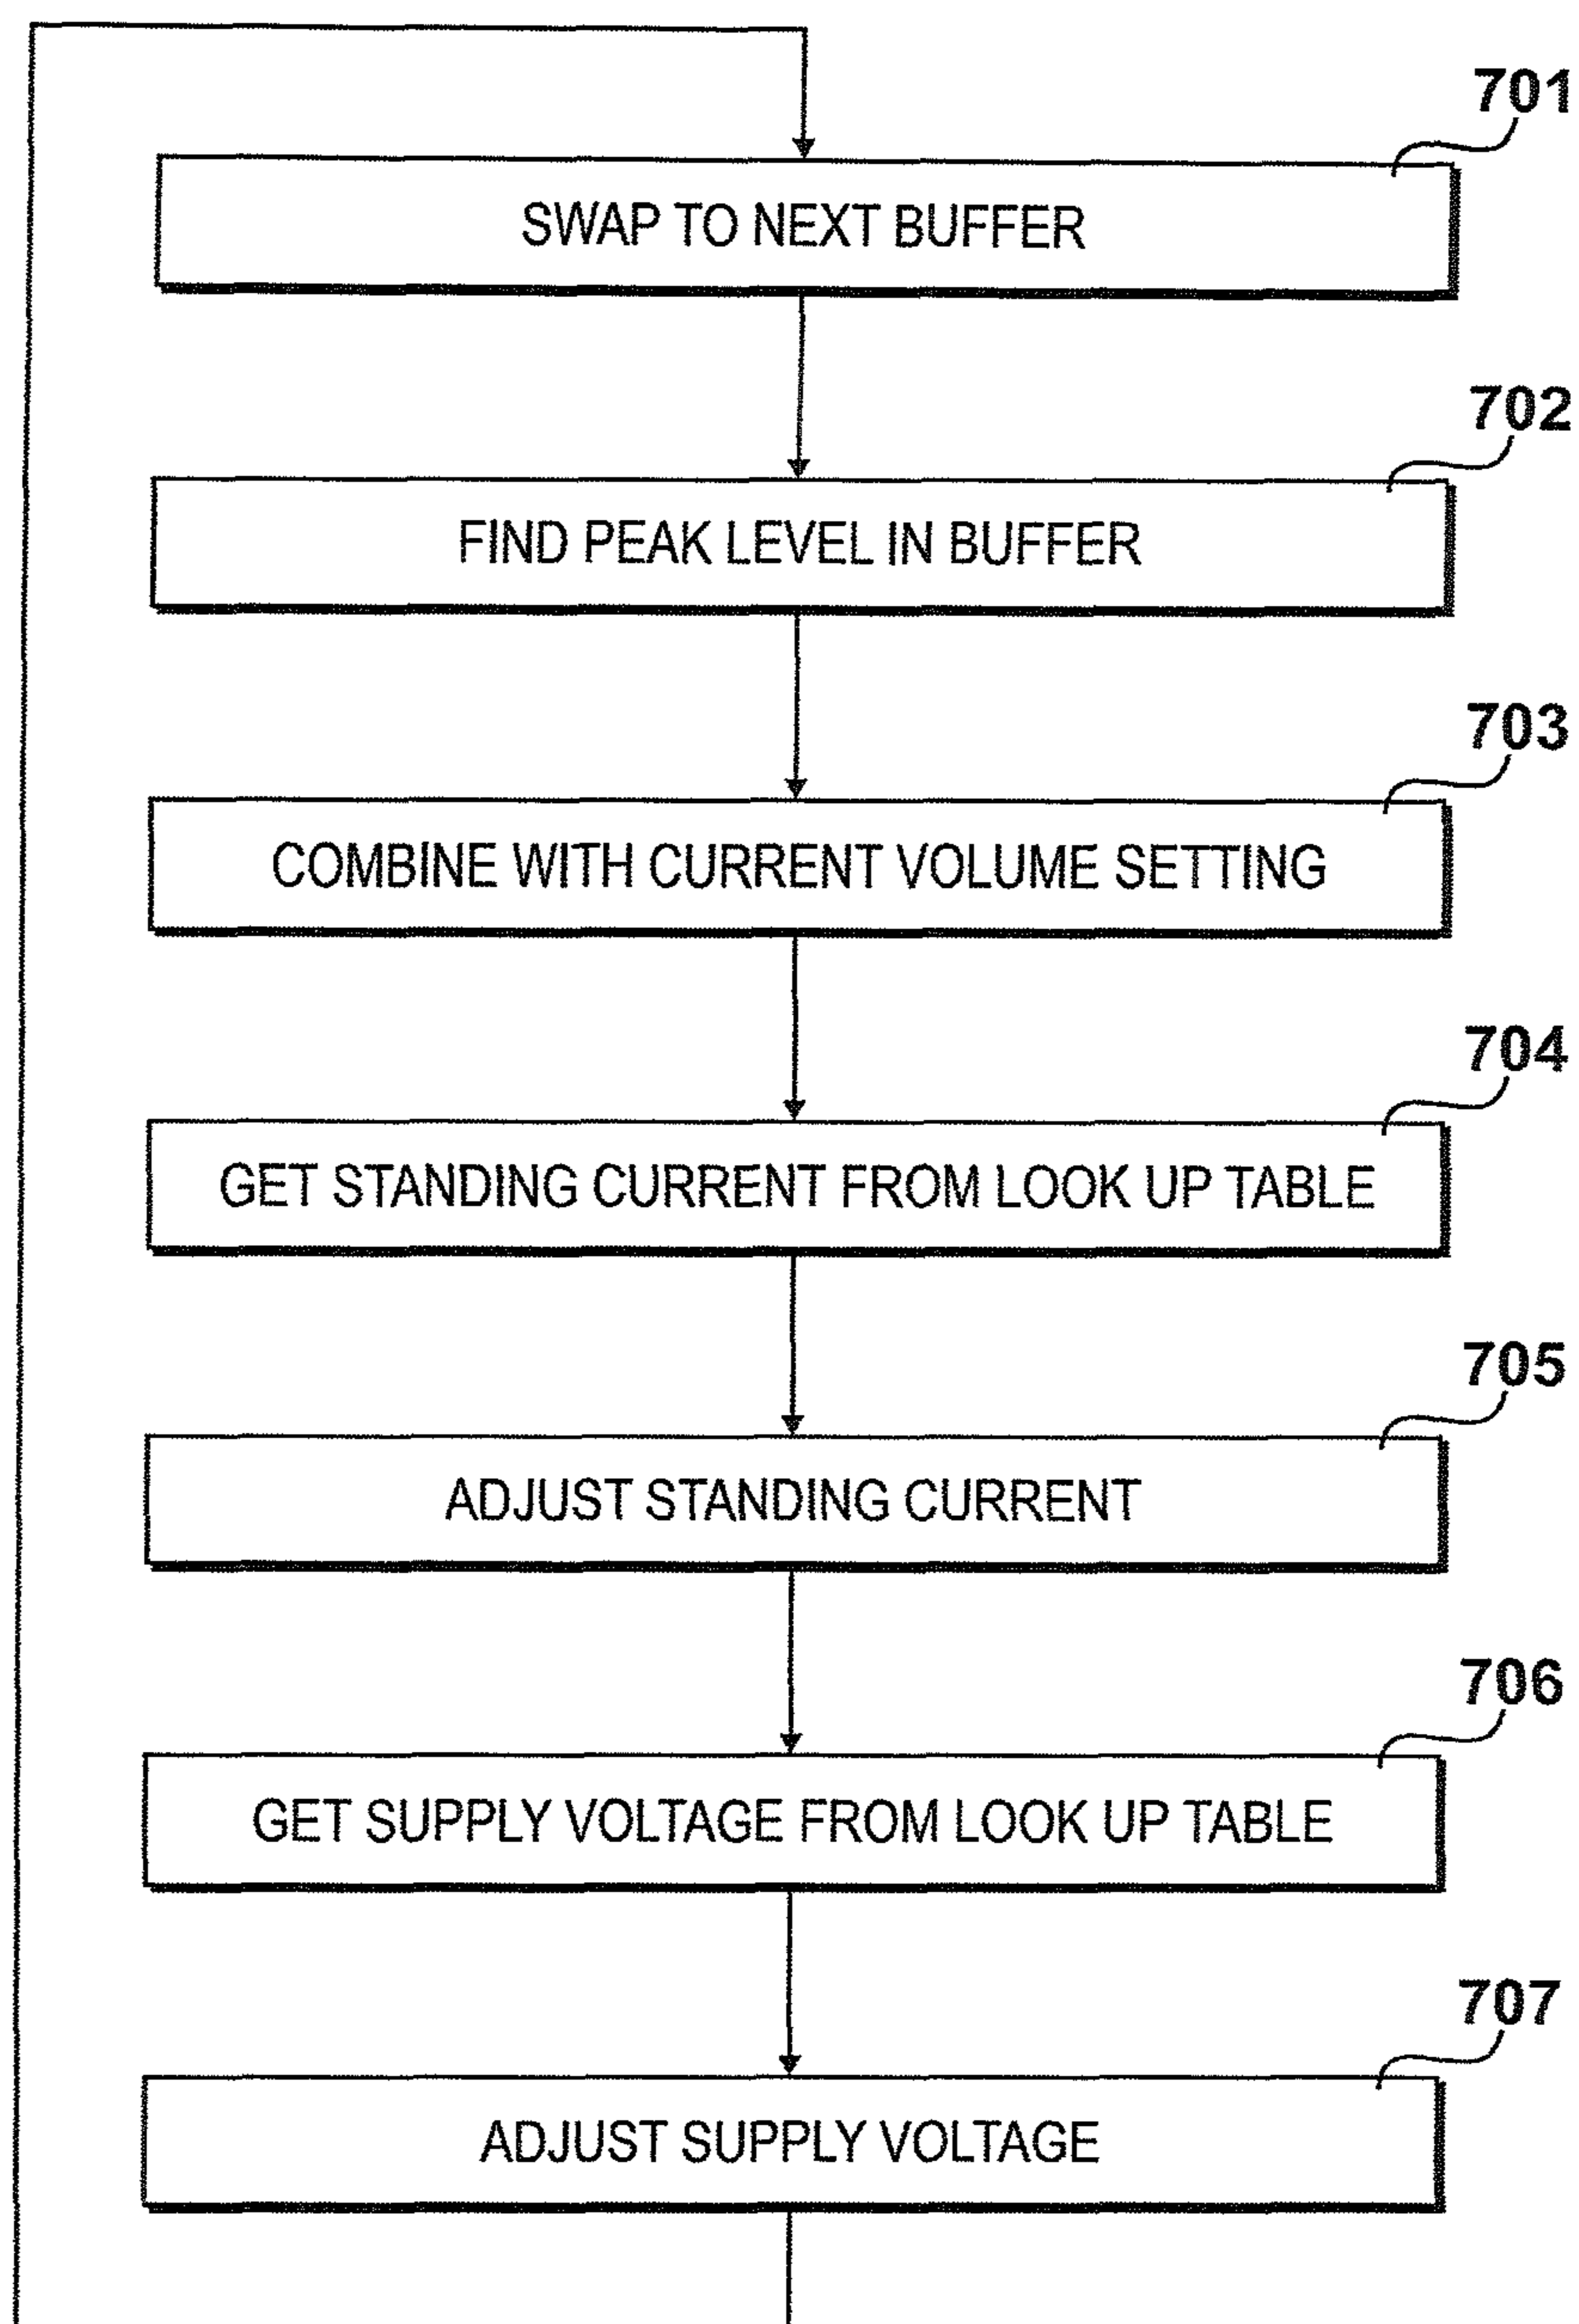 701
SWAP TO NEXT BUFFER
702
FIND PEAK LEVEL IN BUFFER
703
COMBINE WITH CURRENT VOLUME SETTING
704
GET STANDING CURRENT FROM LOOK UP TABLE
705
ADJUST STANDING CURRENT
706
GET SUPPLY VOLTAGE FROM LOOK UP TABLE
707
ADJUST SUPPLY VOLTAGE